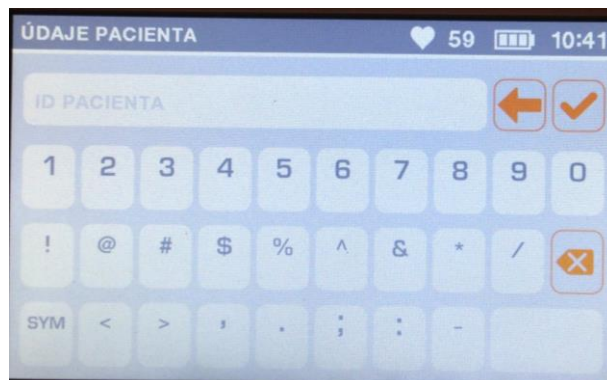 ÚDAJE PACIENTA 59 10:41
ID PACIENTA
1 2 3 4 5 6 7 8 9 0
! @ # $ % ^ & * /
SYM < > , . ; : -